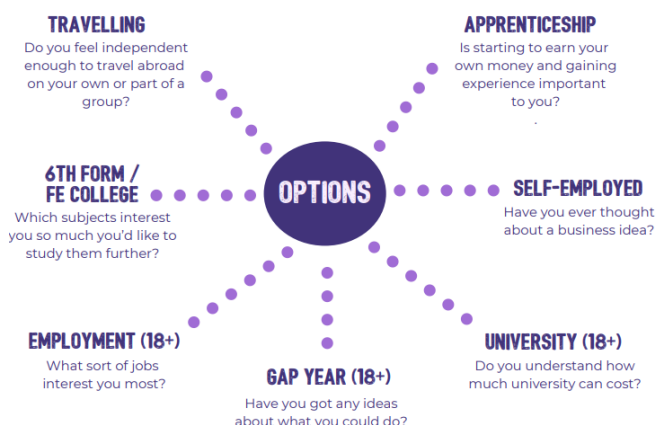 TRAVELLING
Do you feel independent
enough to travel abroad
on your own or part of a
group?
APPRENTICESHIP
Is starting to earn your
own money and gaining
experience important
to you?
.
6TH FORM /
FE COLLEGE
Which subjects interest
you so much you'd like to
study them further?
OPTIONS
SELF-EMPLOYED
Have you ever thought
about a business idea?
EMPLOYMENT (18+)
What sort of jobs
interest you most?
GAP YEAR (18+)
Have you got any ideas
about what you could do?
UNIVERSITY (18+)
Do you understand how
much university can cost?